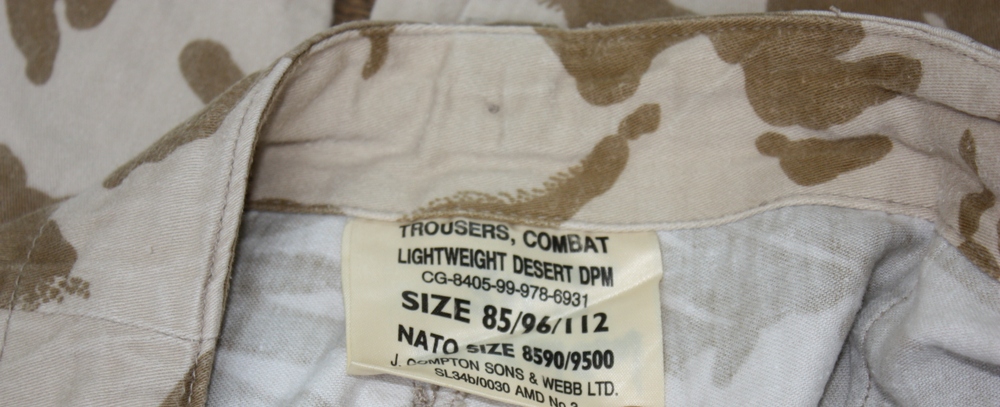 TROUSERS, COMBAT
LIGHTWEIGHT DESERT DPM
CG-8405-99-978-6931
SIZE 85/96/112
NATO SIZE 8590/9500
J. COMPTON SONS & WEBB LTD.
SL34b/0030 AMD No 2